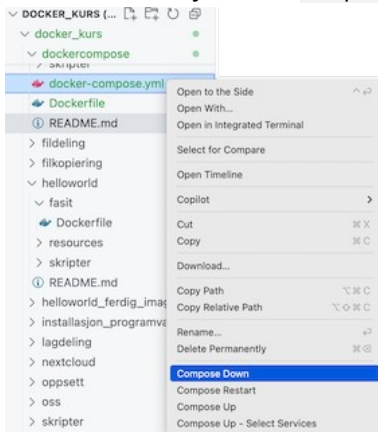 DOCKER_KURS (...
docker_kurs
dockercompose
skripter
docker-compose.yml
Dockerfile
README.md
fildeling
filkopiering
helloworld
fasit
Dockerfile
resources
skripter
README.md
helloworld_ferdig_imag
installasjon_programva
lagdeling
nextcloud
oppsett
oss
skripter
Open to the Side ^⏎
Open With...
Open in Integrated Terminal
Select for Compare
Open Timeline
Copilot
Cut ⌘ X
Copy ⌘ C
Download...
Copy Path ⌥ ⌘ C
Copy Relative Path ⌥ ⇧ ⌘ C
Rename... ⏎
Delete Permanently ⌘ ⌫
Compose Down
Compose Restart
Compose Up
Compose Up - Select Services